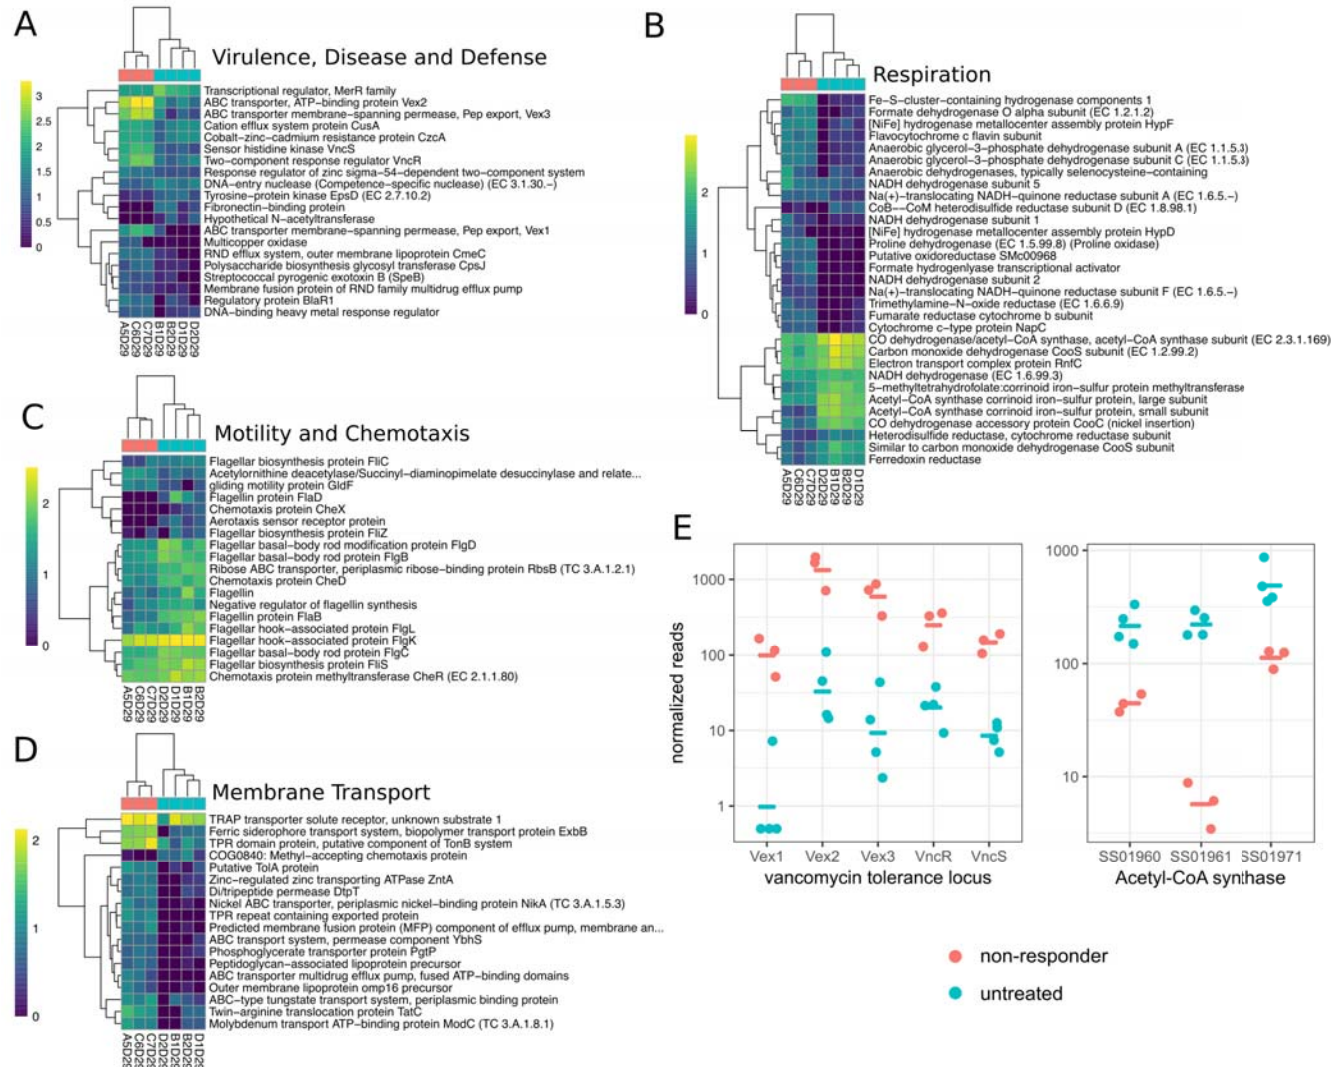 A
Virulence, Disease and Defense
3
2.5
2
1.5
1
0.5
0
Transcriptional regulator, MerR family
ABC transporter, ATP-binding protein Vex2
ABC transporter membrane-spanning permease, Pep export, Vex3
Cation efflux system protein CusA
Cobalt-zinc-cadmium resistance protein CzcA
Sensor histidine kinase VncS
Two-component response regulator VncR
Response regulator of zinc sigma-54-dependent two-component system
DNA-entry nuclease (Competence-specific nuclease) (EC 3.1.30.-)
Tyrosine-protein kinase EpsD (EC 2.7.10.2)
Fibronectin-binding protein
Hypothetical N-acetyltransferase
ABC transporter membrane-spanning permease, Pep export, Vex1
Multicopper oxidase
RND efflux system, outer membrane lipoprotein CmeC
Polysaccharide biosynthesis glycosyl transferase CpsJ
Streptococcal pyrogenic exotoxin B (SpeB)
Membrane fusion protein of RND family multidrug efflux pump
Regulatory protein BlaR1
DNA-binding heavy metal response regulator
A5D29
C6D29
C7D29
B1D29
B2D29
D1D29
D2D29
B
Respiration
2
1
0
Fe-S-cluster-containing hydrogenase components 1
Formate dehydrogenase O alpha subunit (EC 1.2.1.2)
[NiFe] hydrogenase metallocenter assembly protein HypF
Flavocytochrome c flavin subunit
Anaerobic glycerol-3-phosphate dehydrogenase subunit A (EC 1.1.5.3)
Anaerobic glycerol-3-phosphate dehydrogenase subunit C (EC 1.1.5.3)
Anaerobic dehydrogenases, typically selenocysteine-containing
NADH dehydrogenase subunit 5
Na(+)-translocating NADH-quinone reductase subunit A (EC 1.6.5.-)
CoB--CoM heterodisulfide reductase subunit D (EC 1.8.98.1)
NADH dehydrogenase subunit 1
[NiFe] hydrogenase metallocenter assembly protein HypD
Proline dehydrogenase (EC 1.5.99.8) (Proline oxidase)
Putative oxidoreductase SMc00968
Formate hydrogenlyase transcriptional activator
NADH dehydrogenase subunit 2
Na(+)-translocating NADH-quinone reductase subunit F (EC 1.6.5.-)
Trimethylamine-N-oxide reductase (EC 1.6.6.9)
Fumarate reductase cytochrome b subunit
Cytochrome c-type protein NapC
CO dehydrogenase/acetyl-CoA synthase, acetyl-CoA synthase subunit (EC 2.3.1.169)
Carbon monoxide dehydrogenase CooS subunit (EC 1.2.99.2)
Electron transport complex protein RnfC
NADH dehydrogenase (EC 1.6.99.3)
5-methyltetrahydrofolate:corrinoid iron-sulfur protein methyltransferase
Acetyl-CoA synthase corrinoid iron-sulfur protein, large subunit
Acetyl-CoA synthase corrinoid iron-sulfur protein, small subunit
CO dehydrogenase accessory protein CooC (nickel insertion)
Heterodisulfide reductase, cytochrome reductase subunit
Similar to carbon monoxide dehydrogenase CooS subunit
Ferredoxin reductase
A5D29
C6D29
C7D29
D2D29
B1D29
B2D29
D1D29
C
Motility and Chemotaxis
2
1
0
Flagellar biosynthesis protein FliC
Acetylornithine deacetylase/Succinyl-diaminopimelate desuccinylase and relate...
gliding motility protein GldF
Flagellin protein FlaD
Chemotaxis protein CheX
Aerotaxis sensor receptor protein
Flagellar biosynthesis protein FliZ
Flagellar basal-body rod modification protein FlgD
Flagellar basal-body rod protein FlgB
Ribose ABC transporter, periplasmic ribose-binding protein RbsB (TC 3.A.1.2.1)
Chemotaxis protein CheD
Flagellin
Negative regulator of flagellin synthesis
Flagellin protein FlaB
Flagellar hook-associated protein FlgL
Flagellar hook-associated protein FlgK
Flagellar basal-body rod protein FlgC
Flagellar biosynthesis protein FliS
Chemotaxis protein methyltransferase CheR (EC 2.1.1.80)
A5D29
C6D29
C7D29
D2D29
D1D29
B1D29
B2D29
D
Membrane Transport
2
1
0
TRAP transporter solute receptor, unknown substrate 1
Ferric siderophore transport system, biopolymer transport protein ExbB
TPR domain protein, putative component of TonB system
COG0840: Methyl-accepting chemotaxis protein
Putative TolA protein
Zinc-regulated zinc transporting ATPase ZntA
Di/tripeptide permease DtpT
Nickel ABC transporter, periplasmic nickel-binding protein NikA (TC 3.A.1.5.3)
TPR repeat containing exported protein
Predicted membrane fusion protein (MFP) component of efflux pump, membrane an...
ABC transport system, permease component YbhS
Phosphoglycerate transporter protein PgtP
Peptidoglycan-associated lipoprotein precursor
ABC transporter multidrug efflux pump, fused ATP-binding domains
Outer membrane lipoprotein omp16 precursor
ABC-type tungstate transport system, periplasmic binding protein
Twin-arginine translocation protein TatC
Molybdenum transport ATP-binding protein ModC (TC 3.A.1.8.1)
A5D29
C6D29
C7D29
D2D29
B1D29
B2D29
D1D29
E
normalized reads
1000
100
10
1
Vex1 Vex2 Vex3 VncR VncS
vancomycin tolerance locus
1000
100
10
SS01960 SS01961 SS01971
Acetyl-CoA synthase
non-responder
untreated